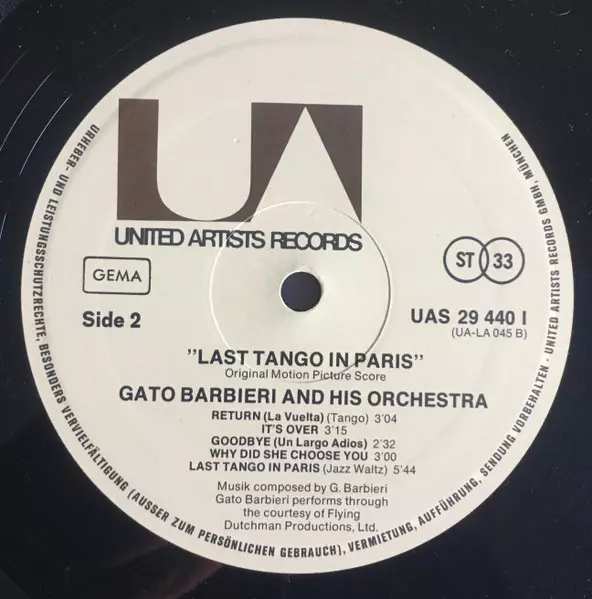 UA
UNITED ARTISTS RECORDS
GEMA
ST 33
Side 2
UAS 29 440 I
(UA-LA 045 B)
"LAST TANGO IN PARIS"
Original Motion Picture Score
GATO BARBIERI AND HIS ORCHESTRA
RETURN (La Vuelta) (Tango) 3'04
IT'S OVER 3'15
GOODBYE (Un Largo Adios) 2'32
WHY DID SHE CHOOSE YOU 3'00
LAST TANGO IN PARIS (Jazz Waltz) 5'44
Musik composed by G. Barbieri
Gato Barbieri performs through
the courtesy of Flying
Dutchman Productions, Ltd.
URHEBER- UND LEISTUNGSSCHUTZRECHTE, BESONDERS VERVIELFÄLTIGUNG (AUSSER ZUM PERSÖNLICHEN GEBRAUCH), VERMIETUNG, AUFFÜHRUNG, SENDUNG VORBEHALTEN · UNITED ARTISTS RECORDS GMBH, MÜNCHEN